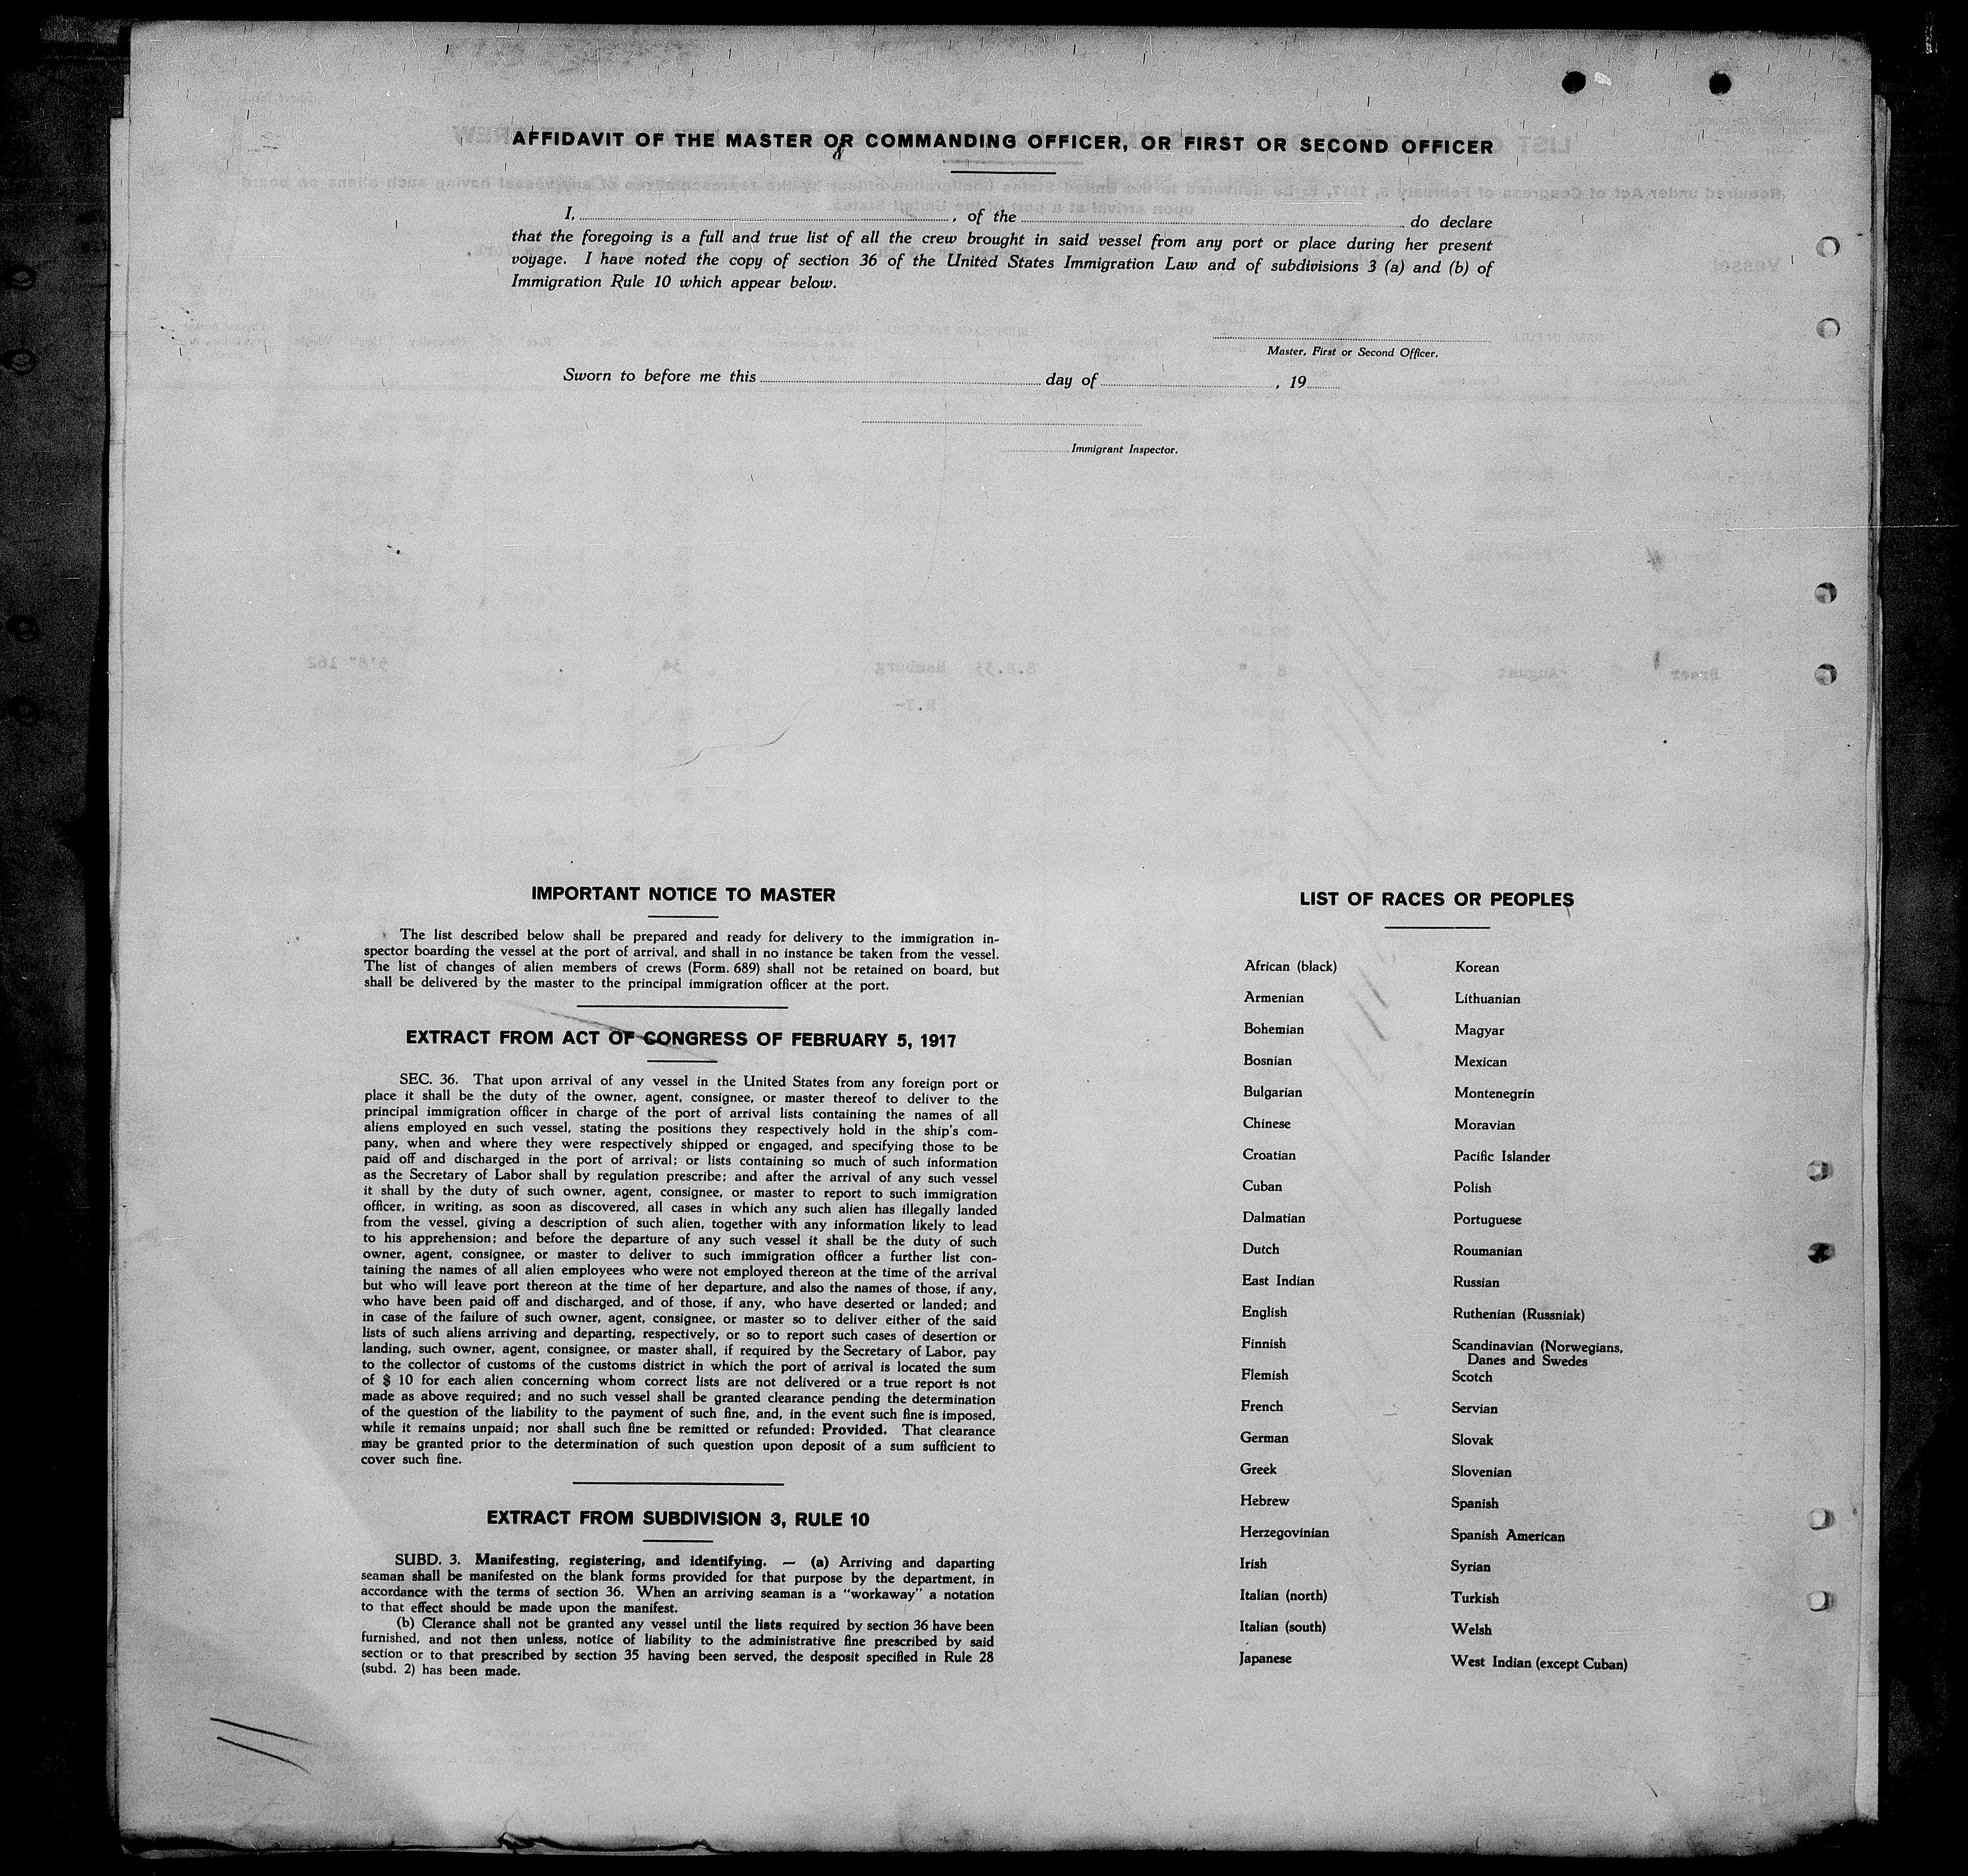 AFFIDAVIT OF THE MASTER OR COMMANDING OFFICER, OR FIRST OR SECOND OFFICER
I, , of the do declare
that the foregoing is a full and true list of all the crew brought in said vessel from any port or place during her present
voyage. I have noted the copy of section 36 of the United States Immigration Law and of subdivisions 3 (a) and (b) of
Immigration Rule 10 which appear below.
Master, First or Second Officer.
Sworn to before me this day of , 19
Immigrant Inspector.
IMPORTANT NOTICE TO MASTER
The list described below shall be prepared and ready for delivery to the immigration in-
spector boarding the vessel at the port of arrival, and shall in no instance be taken from the vessel.
The list of changes of alien members of crews (Form. 689) shall not be retained on board, but
shall be delivered by the master to the principal immigration officer at the port.
EXTRACT FROM ACT OF CONGRESS OF FEBRUARY 5, 1917
SEC. 36. That upon arrival of any vessel in the United States from any foreign port or
place it shall be the duty of the owner, agent, consignee, or master thereof to deliver to the
principal immigration officer in charge of the port of arrival lists containing the names of all
aliens employed en such vessel, stating the positions they respectively hold in the ship's com-
pany, when and where they were respectively shipped or engaged, and specifying those to be
paid off and discharged in the port of arrival; or lists containing so much of such information
as the Secretary of Labor shall by regulation prescribe; and after the arrival of any such vessel
it shall by the duty of such owner, agent, consignee, or master to report to such immigration
officer, in writing, as soon as discovered, all cases in which any such alien has illegally landed
from the vessel, giving a description of such alien, together with any information likely to lead
to his apprehension; and before the departure of any such vessel it shall be the duty of such
owner, agent, consignee, or master to deliver to such immigration officer a further list con-
taining the names of all alien employees who were not employed thereon at the time of the arrival
but who will leave port thereon at the time of her departure, and also the names of those, if any,
who have been paid off and discharged, and of those, if any, who have deserted or landed; and
in case of the failure of such owner, agent, consignee, or master so to deliver either of the said
lists of such aliens arriving and departing, respectively, or so to report such cases of desertion or
landing, such owner, agent, consignee, or master shall, if required by the Secretary of Labor, pay
to the collector of customs of the customs district in which the port of arrival is located the sum
of $ 10 for each alien concerning whom correct lists are not delivered or a true report is not
made as above required; and no such vessel shall be granted clearance pending the determination
of the question of the liability to the payment of such fine, and, in the event such fine is imposed,
while it remains unpaid; nor shall such fine be remitted or refunded: Provided. That clearance
may be granted prior to the determination of such question upon deposit of a sum sufficient to
cover such fine.
EXTRACT FROM SUBDIVISION 3, RULE 10
SUBD. 3. Manifesting, registering, and identifying. — (a) Arriving and daparting
seaman shall be manifested on the blank forms provided for that purpose by the department, in
accordance with the terms of section 36. When an arriving seaman is a "workaway" a notation
to that effect should be made upon the manifest.
(b) Clerance shall not be granted any vessel until the lists required by section 36 have been
furnished, and not then unless, notice of liability to the administrative fine prescribed by said
section or to that prescribed by section 35 having been served, the desposit specified in Rule 28
(subd. 2) has been made.
LIST OF RACES OR PEOPLES
African (black)
Armenian
Bohemian
Bosnian
Bulgarian
Chinese
Croatian
Cuban
Dalmatian
Dutch
East Indian
English
Finnish
Flemish
French
German
Greek
Hebrew
Herzegovinian
Irish
Italian (north)
Italian (south)
Japanese
Korean
Lithuanian
Magyar
Mexican
Montenegrin
Moravian
Pacific Islander
Polish
Portuguese
Roumanian
Russian
Ruthenian (Russniak)
Scandinavian (Norwegians,
Danes and Swedes
Scotch
Servian
Slovak
Slovenian
Spanish
Spanish American
Syrian
Turkish
Welsh
West Indian (except Cuban)